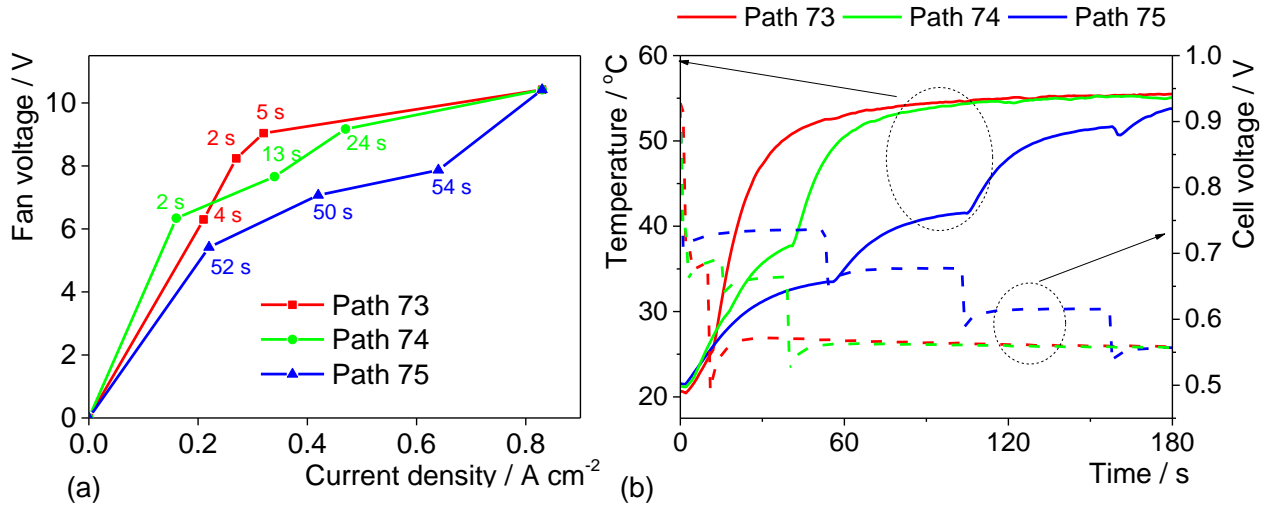 Path 73 Path 74 Path 75
Fan voltage / V
10
8
6
4
2
0
0.0 0.2 0.4 0.6 0.8
Current density / A cm-2
5 s
2 s
4 s
2 s
13 s
24 s
52 s
50 s
54 s
Path 73
Path 74
Path 75
(a)
Temperature / °C
60
50
40
30
20
0 60 120 180
Time / s
1.0
0.9
0.8
0.7
0.6
0.5
Cell voltage / V
(b)